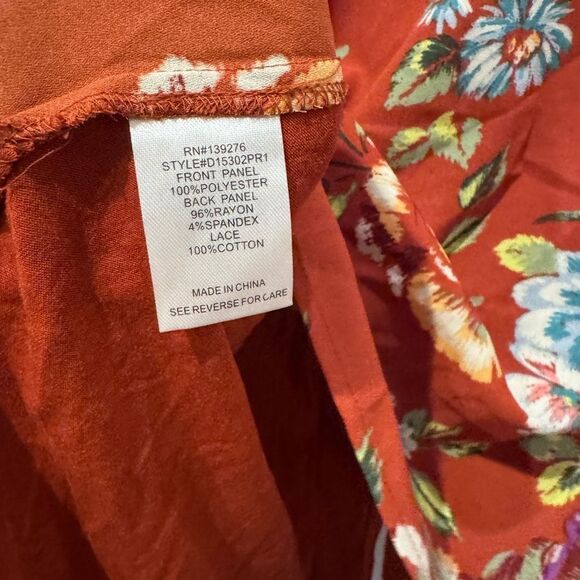 RN#139276
STYLE#D15302PR1
FRONT PANEL
100%POLYESTER
BACK PANEL
96%RAYON
4%SPANDEX
LACE
100%COTTON
MADE IN CHINA
SEE REVERSE FOR CARE